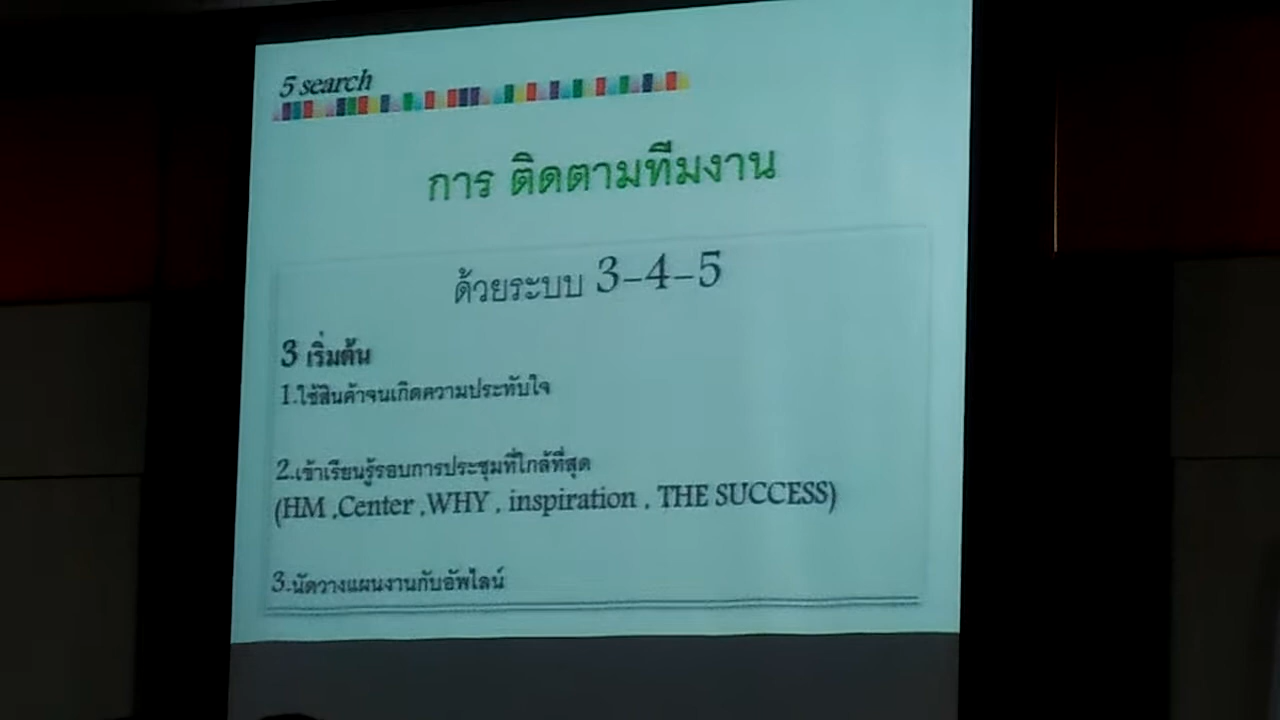 5 search
การ ติดตามทีมงาน
ด้วยระบบ 3-4-5
3 เริ่มต้น
1.ใช้สินค้าจนเกิดความประทับใจ
2.เข้าเรียนรู้รอบการประชุมที่ใกล้ที่สุด
(HM ,Center ,WHY , inspiration , THE SUCCESS)
3.นัดวางแผนงานกับอัพไลน์